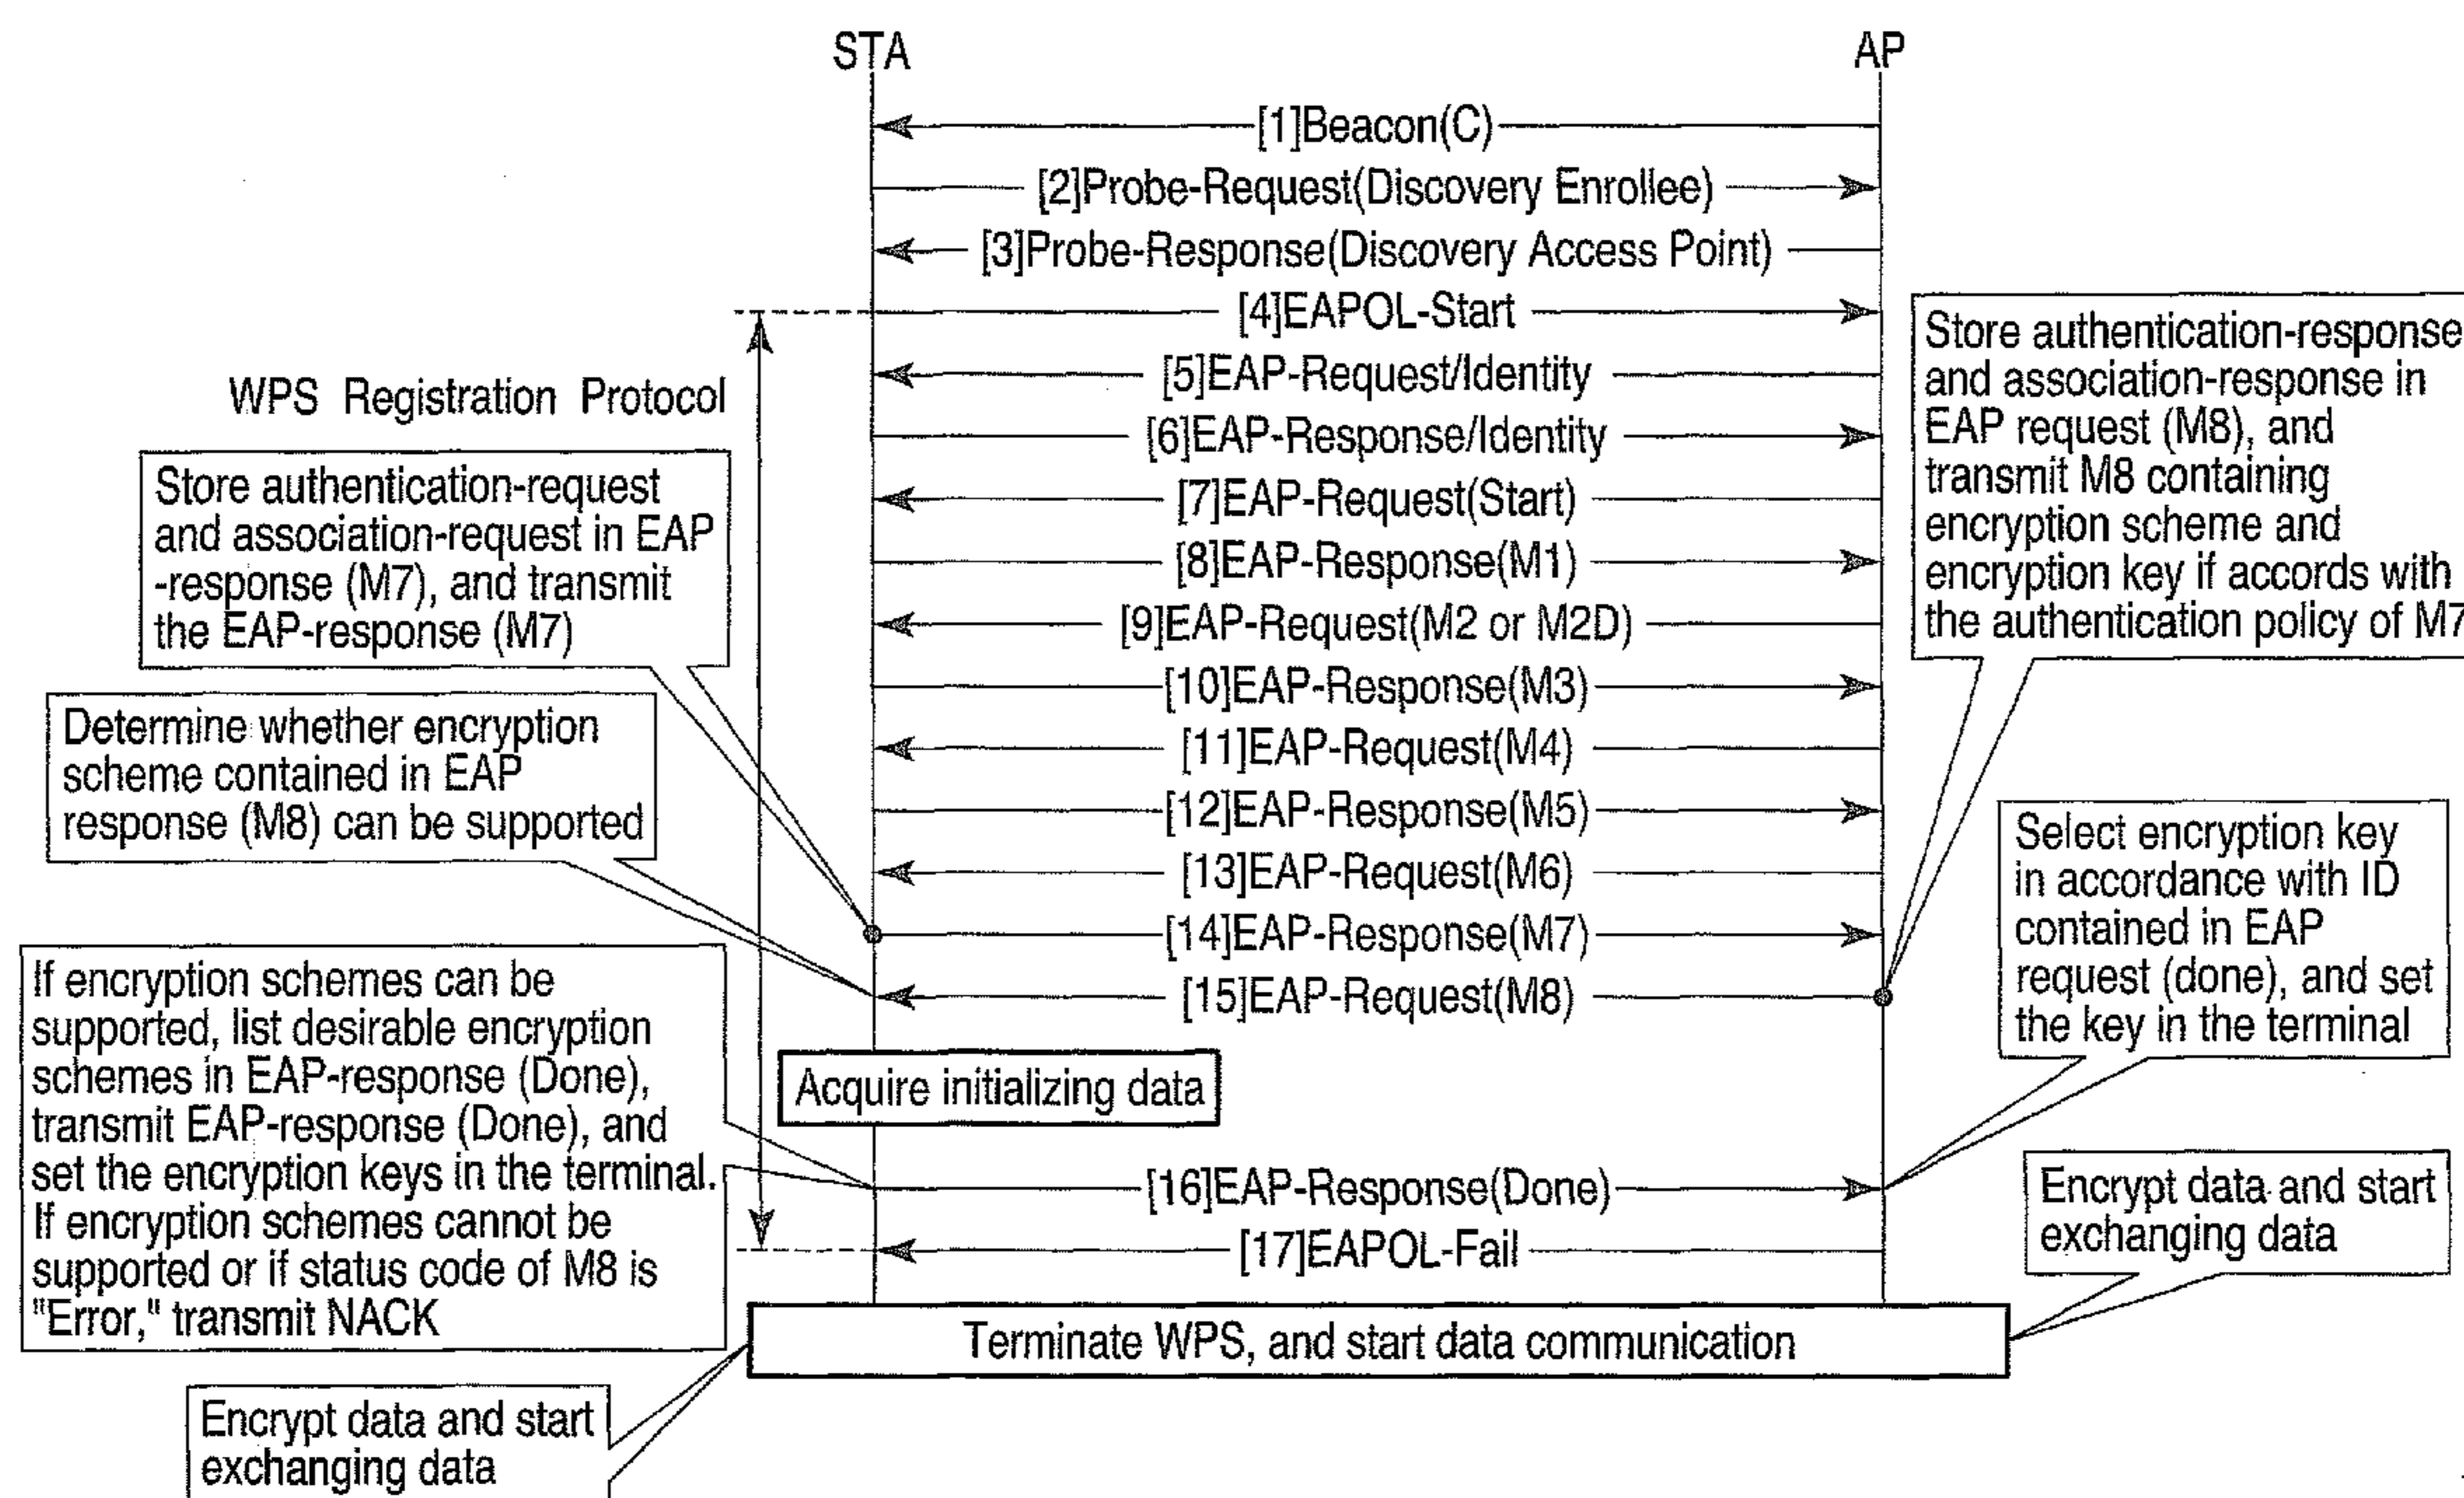 STA
AP
[1]Beacon(C)
[2]Probe-Request(Discovery Enrollee)
[3]Probe-Response(Discovery Access Point)
[4]EAPOL-Start
[5]EAP-Request/Identity
[6]EAP-Response/Identity
[7]EAP-Request(Start)
[8]EAP-Response(M1)
[9]EAP-Request(M2 or M2D)
[10]EAP-Response(M3)
[11]EAP-Request(M4)
[12]EAP-Response(M5)
[13]EAP-Request(M6)
[14]EAP-Response(M7)
[15]EAP-Request(M8)
Acquire initializing data
[16]EAP-Response(Done)
[17]EAPOL-Fail
Terminate WPS, and start data communication
WPS Registration Protocol
Store authentication-request
and association-request in EAP
-response (M7), and transmit
the EAP-response (M7)
Determine whether encryption
scheme contained in EAP
response (M8) can be supported
If encryption schemes can be
supported, list desirable encryption
schemes in EAP-response (Done),
transmit EAP-response (Done), and
set the encryption keys in the terminal.
If encryption schemes cannot be
supported or if status code of M8 is
"Error," transmit NACK
Encrypt data and start
exchanging data
Store authentication-response
and association-response in
EAP request (M8), and
transmit M8 containing
encryption scheme and
encryption key if accords with
the authentication policy of M7
Select encryption key
in accordance with ID
contained in EAP
request (done), and set
the key in the terminal
Encrypt data and start
exchanging data